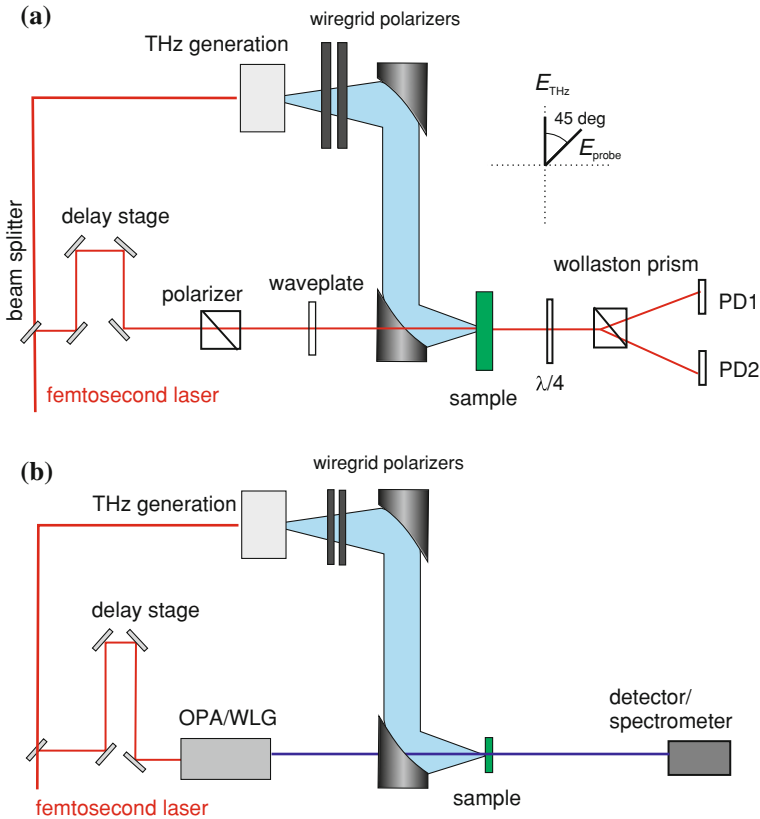 (a)
wiregrid polarizers
THz generation
E_THz
45 deg
E_probe
beam splitter
delay stage
polarizer
waveplate
wollaston prism
PD1
PD2
λ/4
sample
femtosecond laser
(b)
wiregrid polarizers
THz generation
delay stage
OPA/WLG
detector/
spectrometer
sample
femtosecond laser